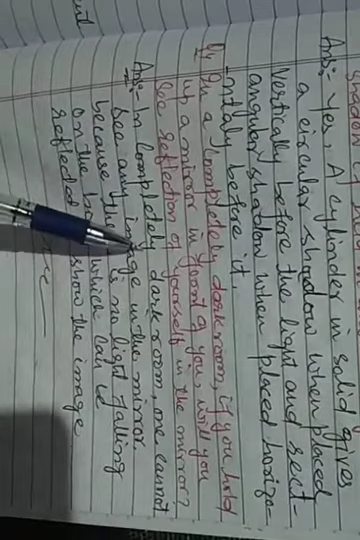 shadow of
Ans: Yes, A cylinder in solid gives
a circular shadow when placed
vertically before the light and rect-
angular shadow when placed horizo-
-ntaly before it.
Q: In a completely dark room, if you hold
up a mirror in front of you, will you
see reflection of yourself in the mirror?
Ans:- In completely dark room, one cannot
see any image in the mirror.
because there is no light falling
on the which can be
reflected show the image